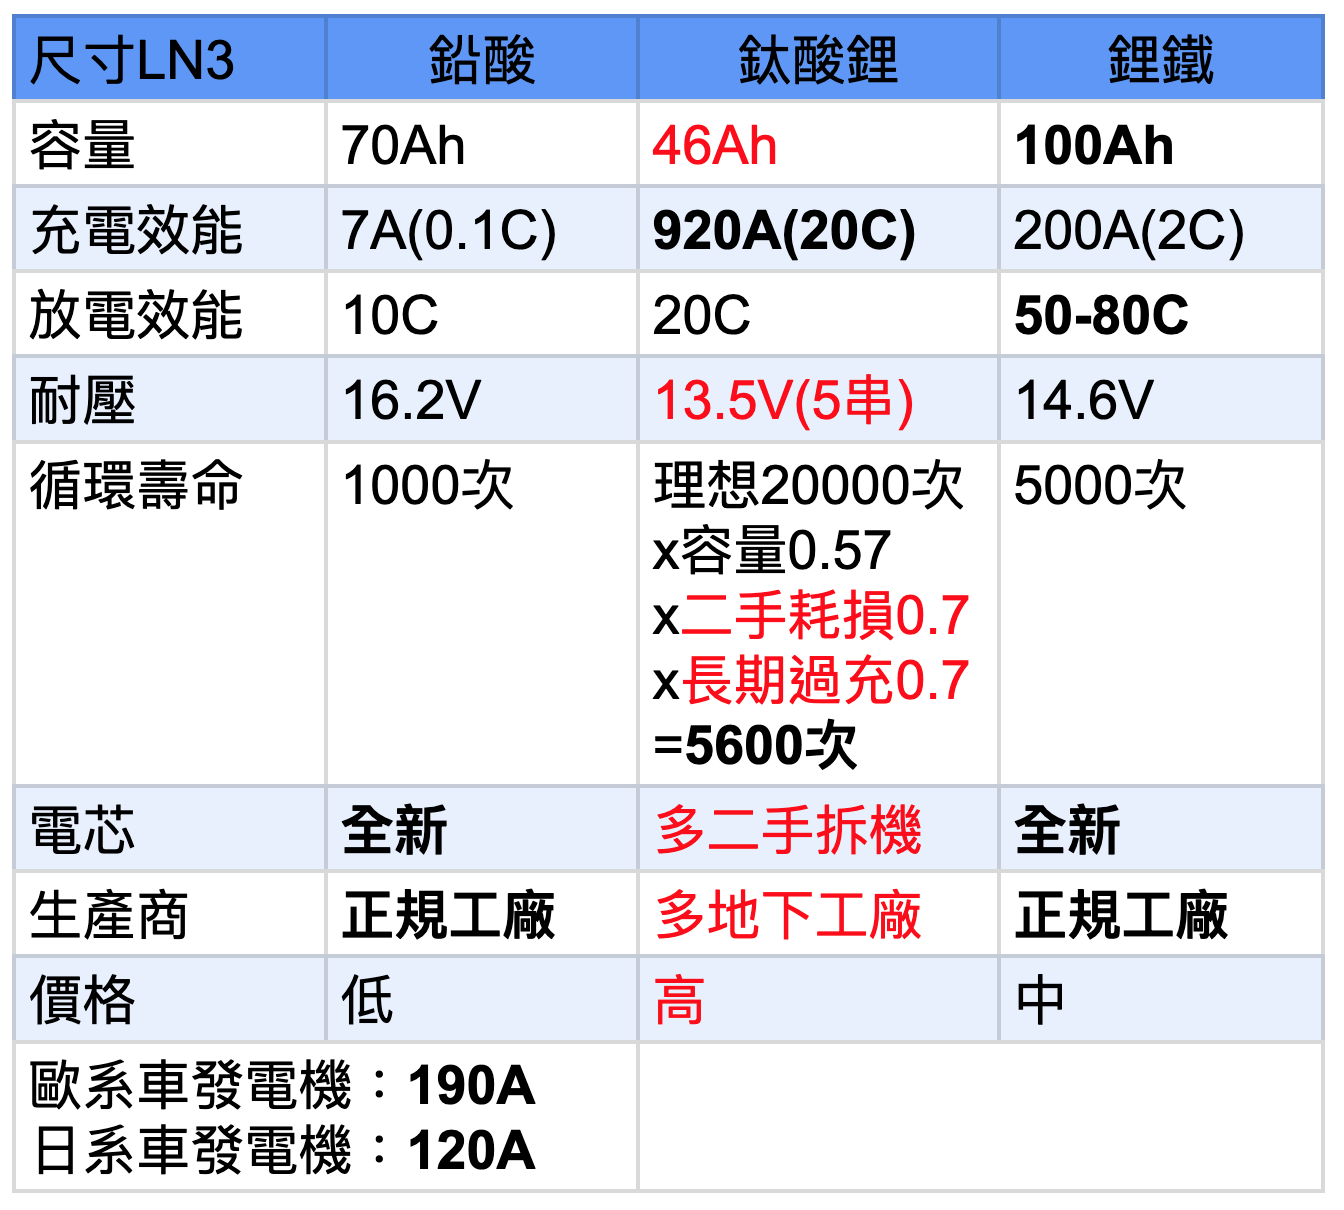 尺寸LN3 鉛酸 鈦酸鋰 鋰鐵
容量 70Ah 46Ah 100Ah
充電效能 7A(0.1C) 920A(20C) 200A(2C)
放電效能 10C 20C 50-80C
耐壓 16.2V 13.5V(5串) 14.6V
循環壽命 1000次 理想20000次 5000次
x容量0.57
x二手耗損0.7
x長期過充0.7
=5600次
電芯 全新 多二手拆機 全新
生產商 正規工廠 多地下工廠 正規工廠
價格 低 高 中
歐系車發電機：190A
日系車發電機：120A